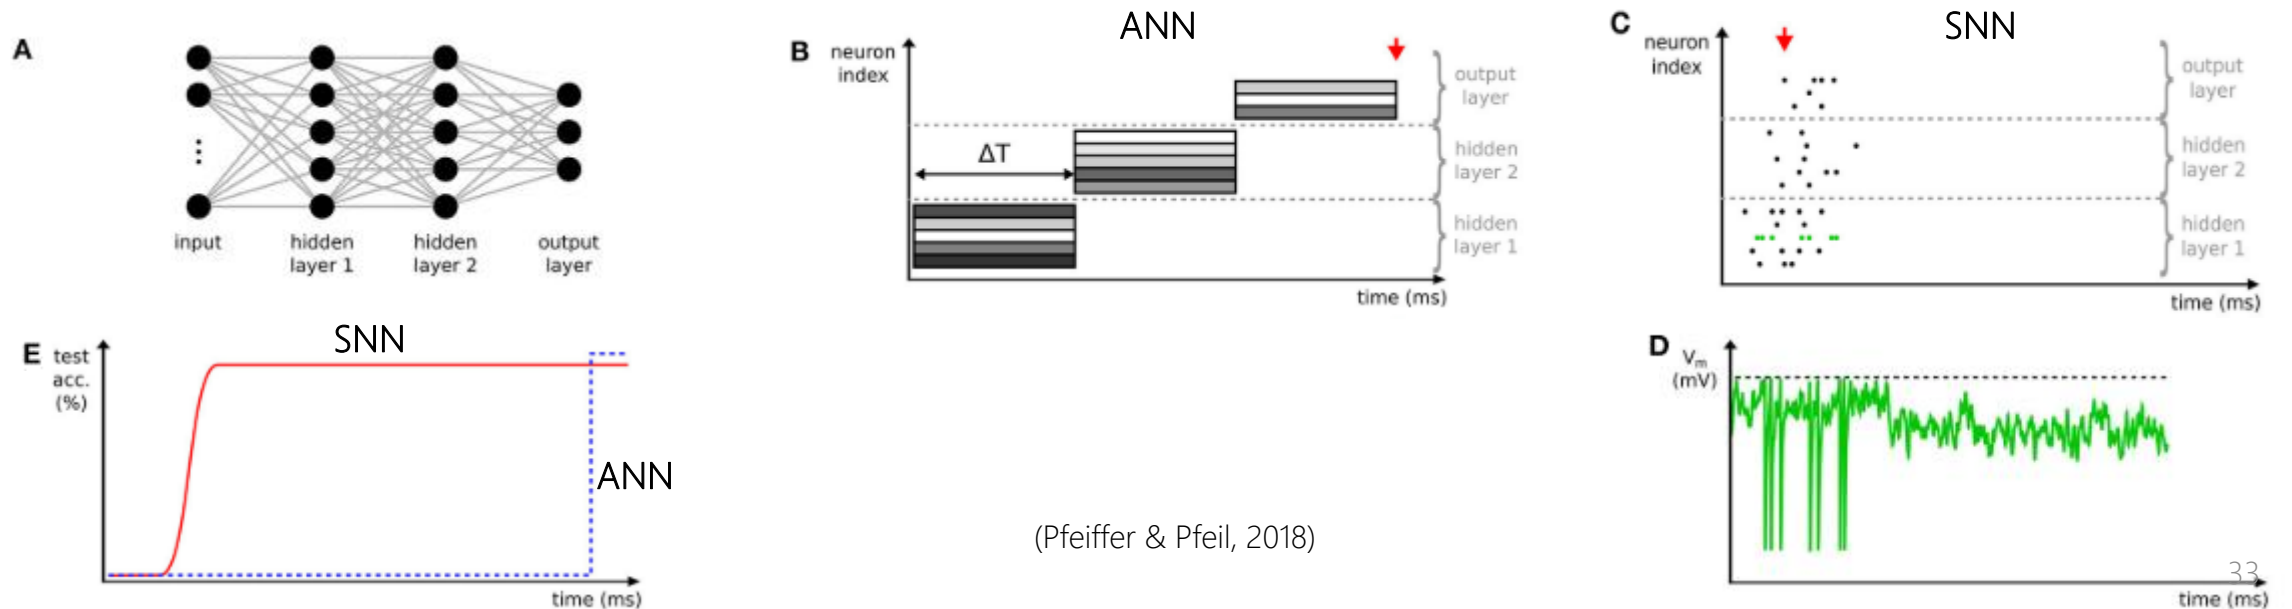 A
input
hidden
layer 1
hidden
layer 2
output
layer
ANN
B
neuron
index
ΔT
output
layer
hidden
layer 2
hidden
layer 1
time (ms)
SNN
C
neuron
index
output
layer
hidden
layer 2
hidden
layer 1
time (ms)
E
test
acc.
(%)
SNN
ANN
time (ms)
(Pfeiffer & Pfeil, 2018)
D
Vm
(mV)
33
time (ms)